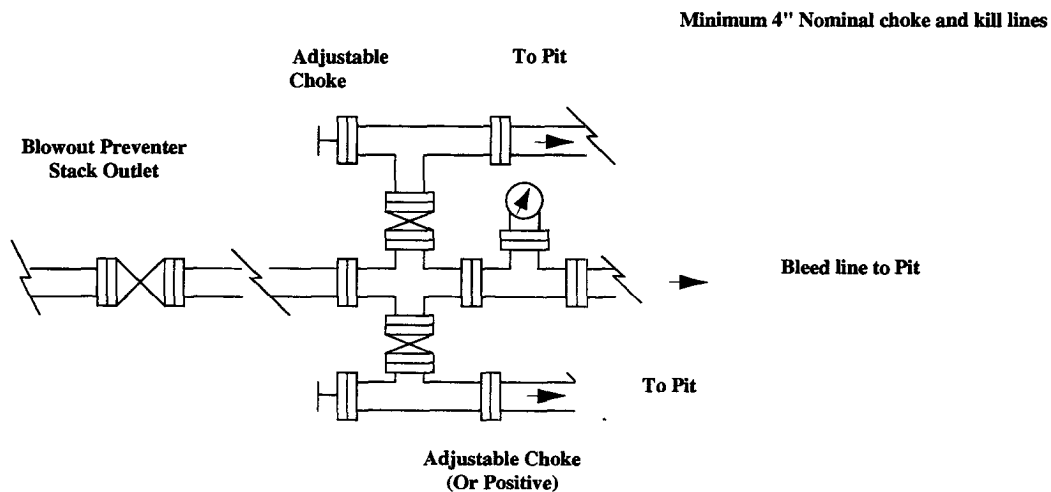 Minimum 4" Nominal choke and kill lines
Adjustable
Choke
To Pit
Blowout Preventer
Stack Outlet
Bleed line to Pit
To Pit
Adjustable Choke
(Or Positive)